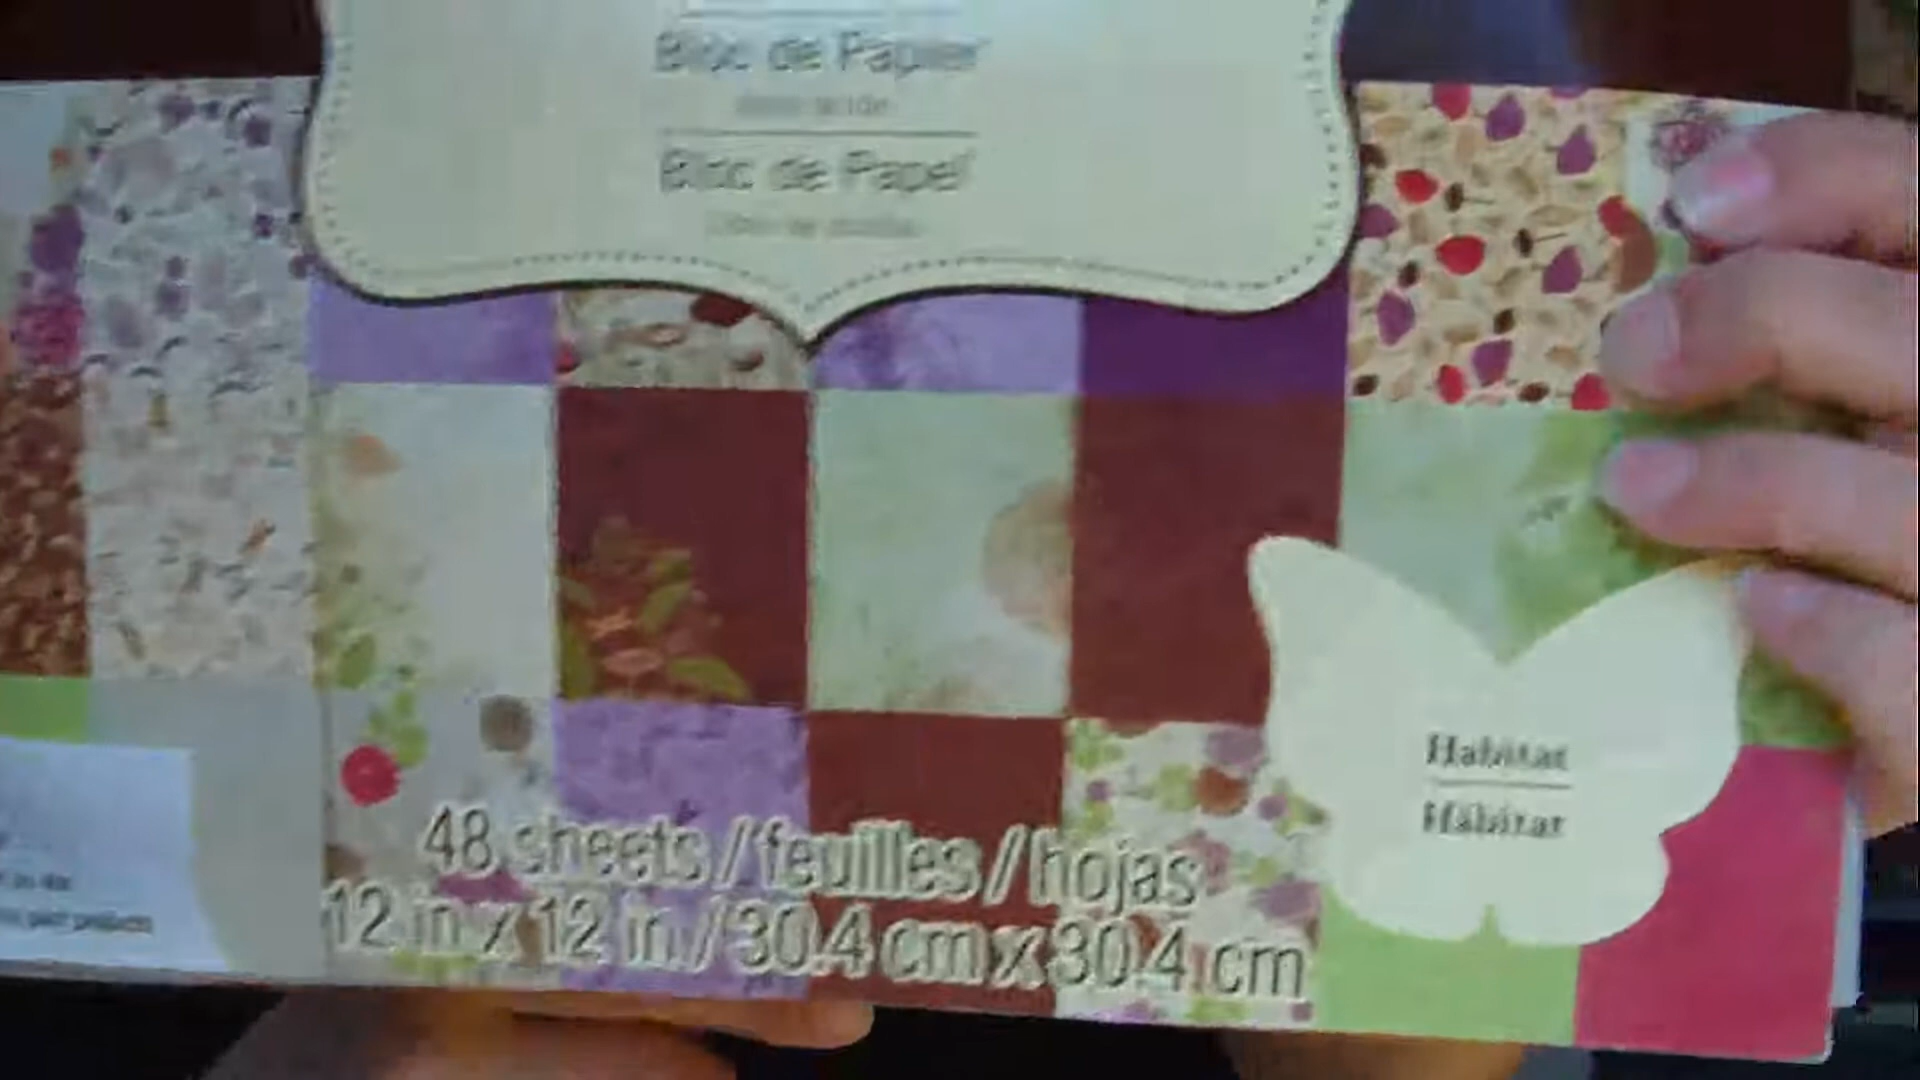 Bloc de Papier
Bloc de Papel
Habitat
Hábitat
48 sheets / feuilles / hojas
12 in x 12 in / 30.4 cm x 30.4 cm